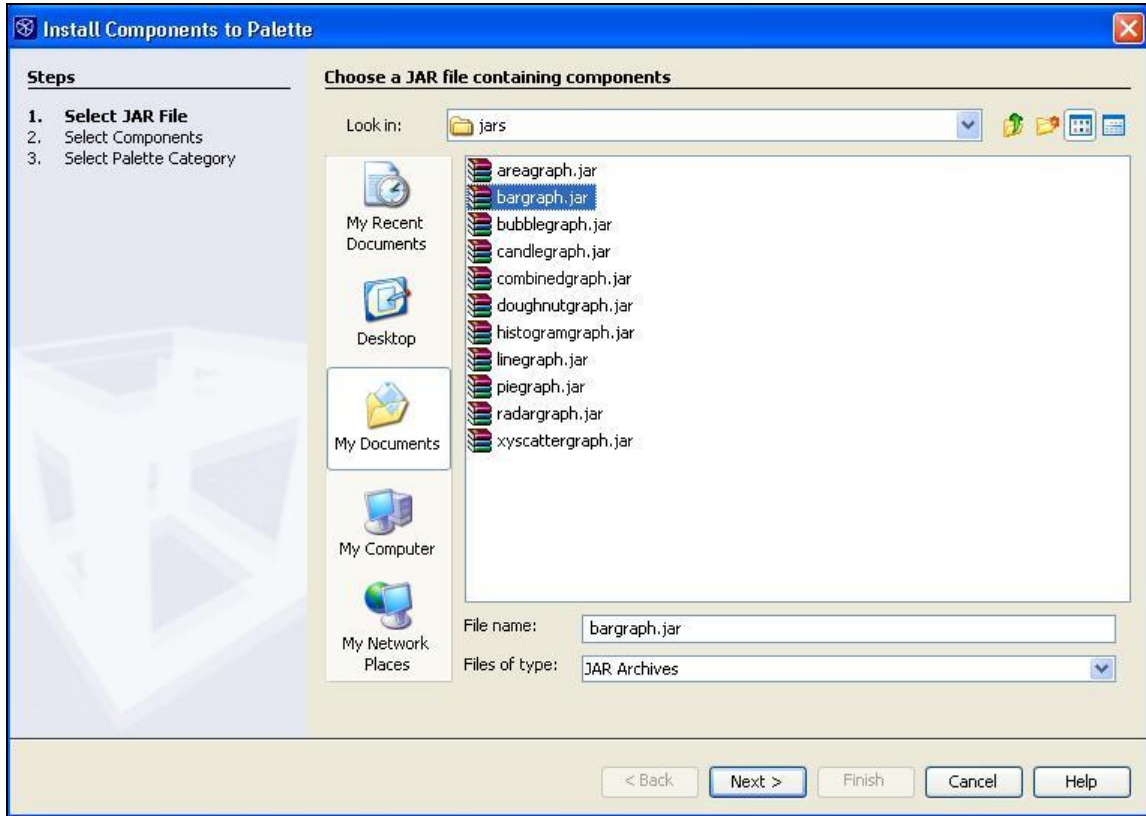 Install Components to Palette
Steps
1. Select JAR File
2. Select Components
3. Select Palette Category
Choose a JAR file containing components
Look in: jars
My Recent
Documents
Desktop
My Documents
My Computer
My Network
Places
areagraph.jar
bargraph.jar
bubblegraph.jar
candlegraph.jar
combinedgraph.jar
doughnutgraph.jar
histogramgraph.jar
linegraph.jar
piegraph.jar
radargraph.jar
xyscattergraph.jar
File name: bargraph.jar
Files of type: JAR Archives
< Back Next > Finish Cancel Help